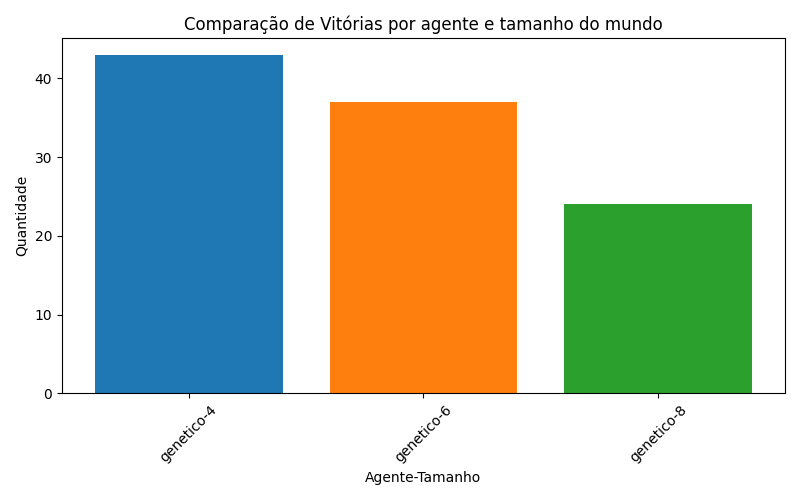 Comparação de Vitórias por agente e tamanho do mundo
Quantidade
40
30
20
10
0
genetico-4
genetico-6
genetico-8
Agente-Tamanho